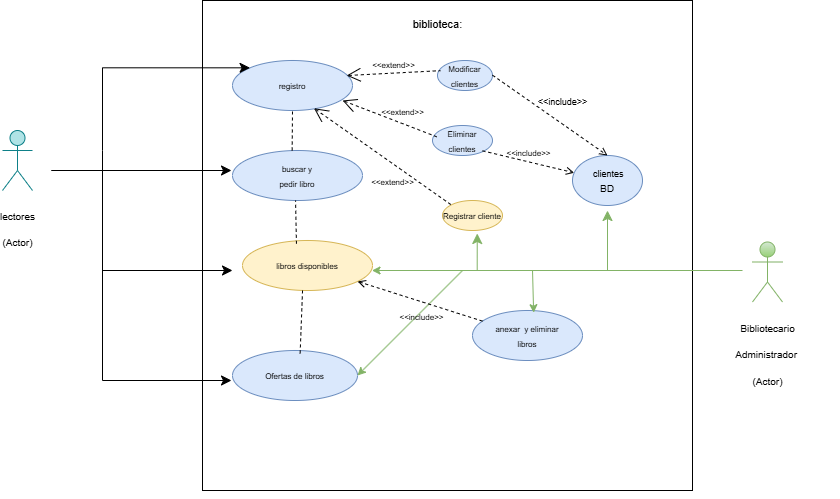 biblioteca:
<<extend>>
Modificar
clientes
registro
<<include>>
<<extend>>
Eliminar
clientes
<<include>>
buscar y
pedir libro
clientes
BD
<<extend>>
lectores
(Actor)
Registrar cliente
libros disponibles
<<include>>
anexar y eliminar
libros
Bibliotecario
Administrador
(Actor)
Ofertas de libros